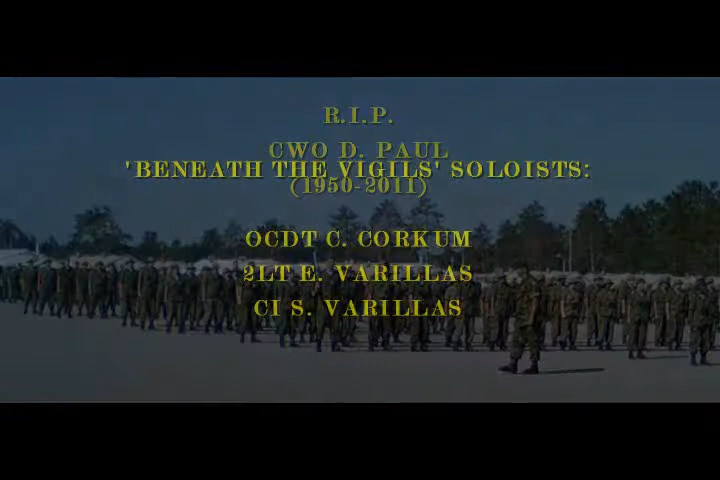 R.I.P.
CWO D. PAUL
'BENEATH THE VIGILS' SOLOISTS:
(1950-2011)
OCDT C. CORKUM
2LT E. VARILLAS
CI S. VARILLAS